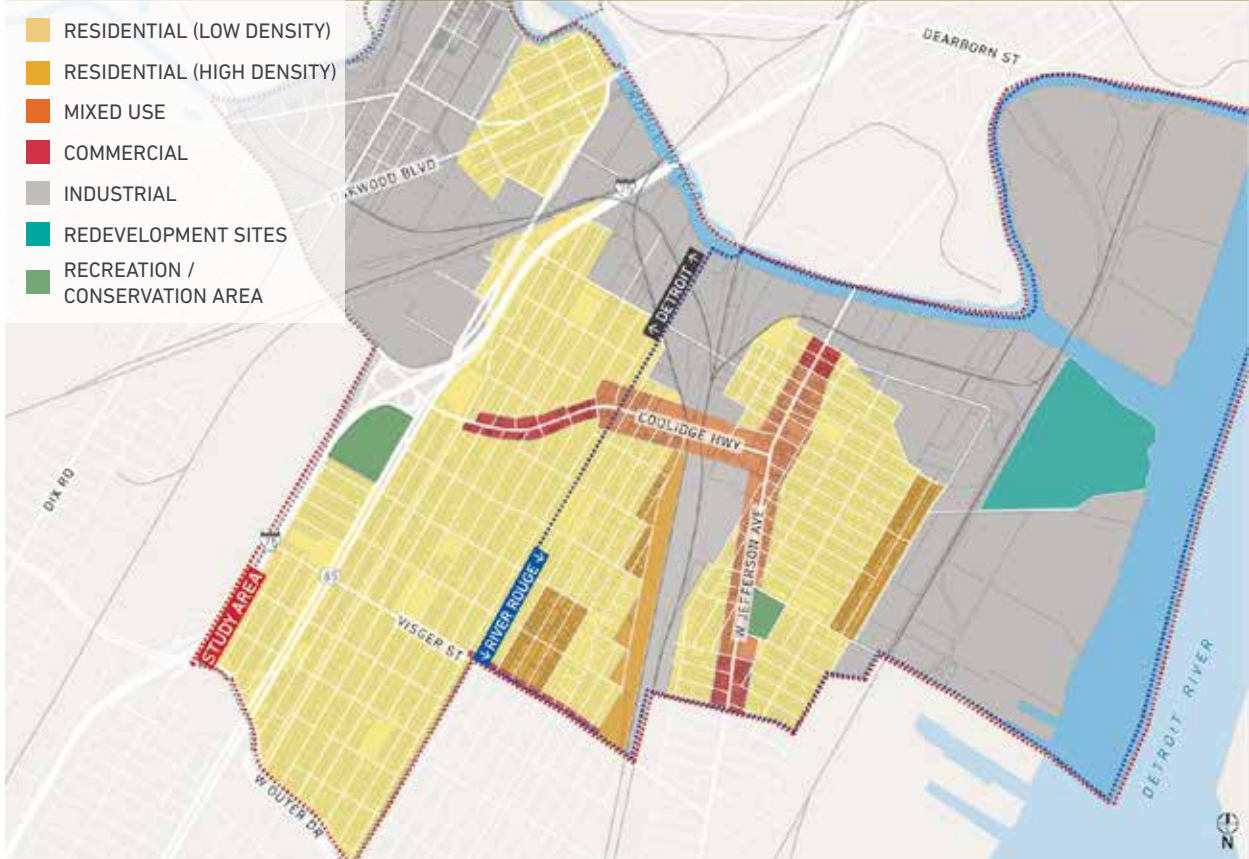 RESIDENTIAL (LOW DENSITY)
RESIDENTIAL (HIGH DENSITY)
MIXED USE
COMMERCIAL
INDUSTRIAL
REDEVELOPMENT SITES
RECREATION /
CONSERVATION AREA
DEARBORN ST
OAKWOOD BLVD
↑ DETROIT ↑
COOLIDGE HWY
DIX RD
75
85
STUDY AREA
VISGER ST
↓ RIVER ROUGE ↓
W JEFFERSON AVE
W OUTER DR
DETROIT RIVER
N